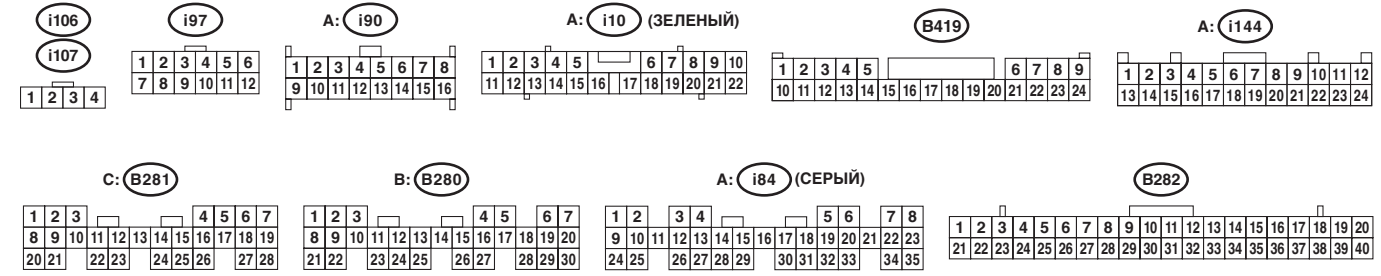 i106
i107
1 2 3 4
i97
1 2 3 4 5 6
7 8 9 10 11 12
A: i90
1 2 3 4 5 6 7 8
9 10 11 12 13 14 15 16
A: i10 (ЗЕЛЕНЫЙ)
1 2 3 4 5 6 7 8 9 10
11 12 13 14 15 16 17 18 19 20 21 22
B419
1 2 3 4 5 6 7 8 9
10 11 12 13 14 15 16 17 18 19 20 21 22 23 24
A: i144
1 2 3 4 5 6 7 8 9 10 11 12
13 14 15 16 17 18 19 20 21 22 23 24
C: B281
1 2 3 4 5 6 7
8 9 10 11 12 13 14 15 16 17 18 19
20 21 22 23 24 25 26 27 28
B: B280
1 2 3 4 5 6 7
8 9 10 11 12 13 14 15 16 17 18 19 20
21 22 23 24 25 26 27 28 29 30
A: i84 (СЕРЫЙ)
1 2 3 4 5 6 7 8
9 10 11 12 13 14 15 16 17 18 19 20 21 22 23
24 25 26 27 28 29 30 31 32 33 34 35
B282
1 2 3 4 5 6 7 8 9 10 11 12 13 14 15 16 17 18 19 20
21 22 23 24 25 26 27 28 29 30 31 32 33 34 35 36 37 38 39 40